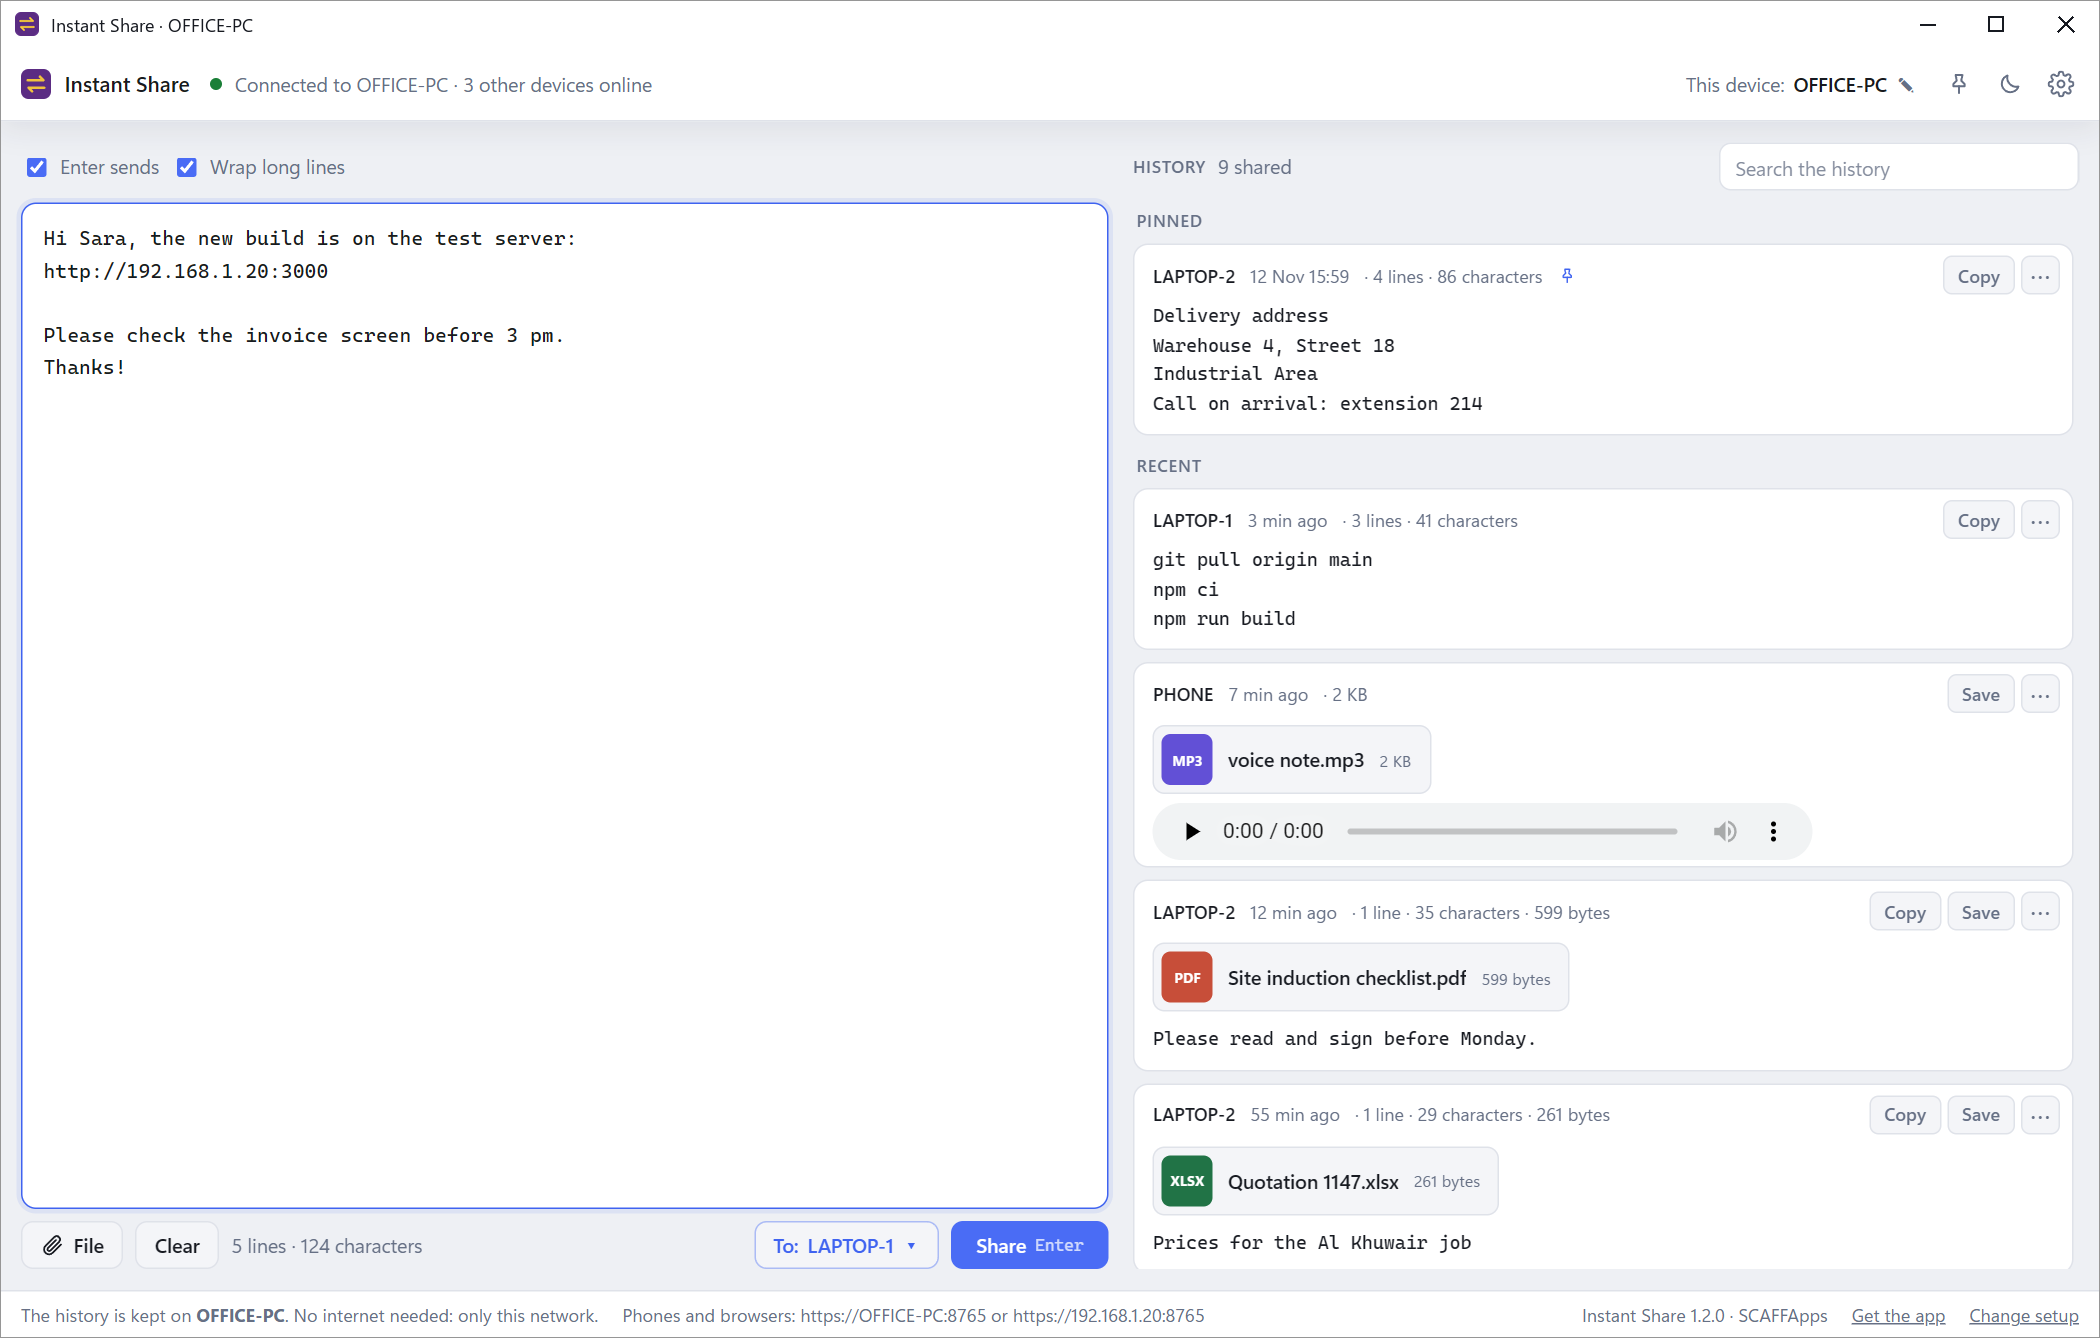 Instant Share · OFFICE-PC
Instant Share
Connected to OFFICE-PC · 3 other devices online
This device: OFFICE-PC
Enter sends
Wrap long lines
Hi Sara, the new build is on the test server:
http://192.168.1.20:3000
Please check the invoice screen before 3 pm.
Thanks!
File
Clear
5 lines · 124 characters
To: LAPTOP-1
Share Enter
HISTORY 9 shared
Search the history
PINNED
LAPTOP-2 12 Nov 15:59 · 4 lines · 86 characters
Copy
...
Delivery address
Warehouse 4, Street 18
Industrial Area
Call on arrival: extension 214
RECENT
LAPTOP-1 3 min ago · 3 lines · 41 characters
Copy
...
git pull origin main
npm ci
npm run build
PHONE 7 min ago · 2 KB
Save
...
MP3
voice note.mp3 2 KB
0:00 / 0:00
LAPTOP-2 12 min ago · 1 line · 35 characters · 599 bytes
Copy
Save
...
PDF
Site induction checklist.pdf 599 bytes
Please read and sign before Monday.
LAPTOP-2 55 min ago · 1 line · 29 characters · 261 bytes
Copy
Save
...
XLSX
Quotation 1147.xlsx 261 bytes
Prices for the Al Khuwair job
The history is kept on OFFICE-PC. No internet needed: only this network.
Phones and browsers: https://OFFICE-PC:8765 or https://192.168.1.20:8765
Instant Share 1.2.0 · SCAFFApps
Get the app
Change setup